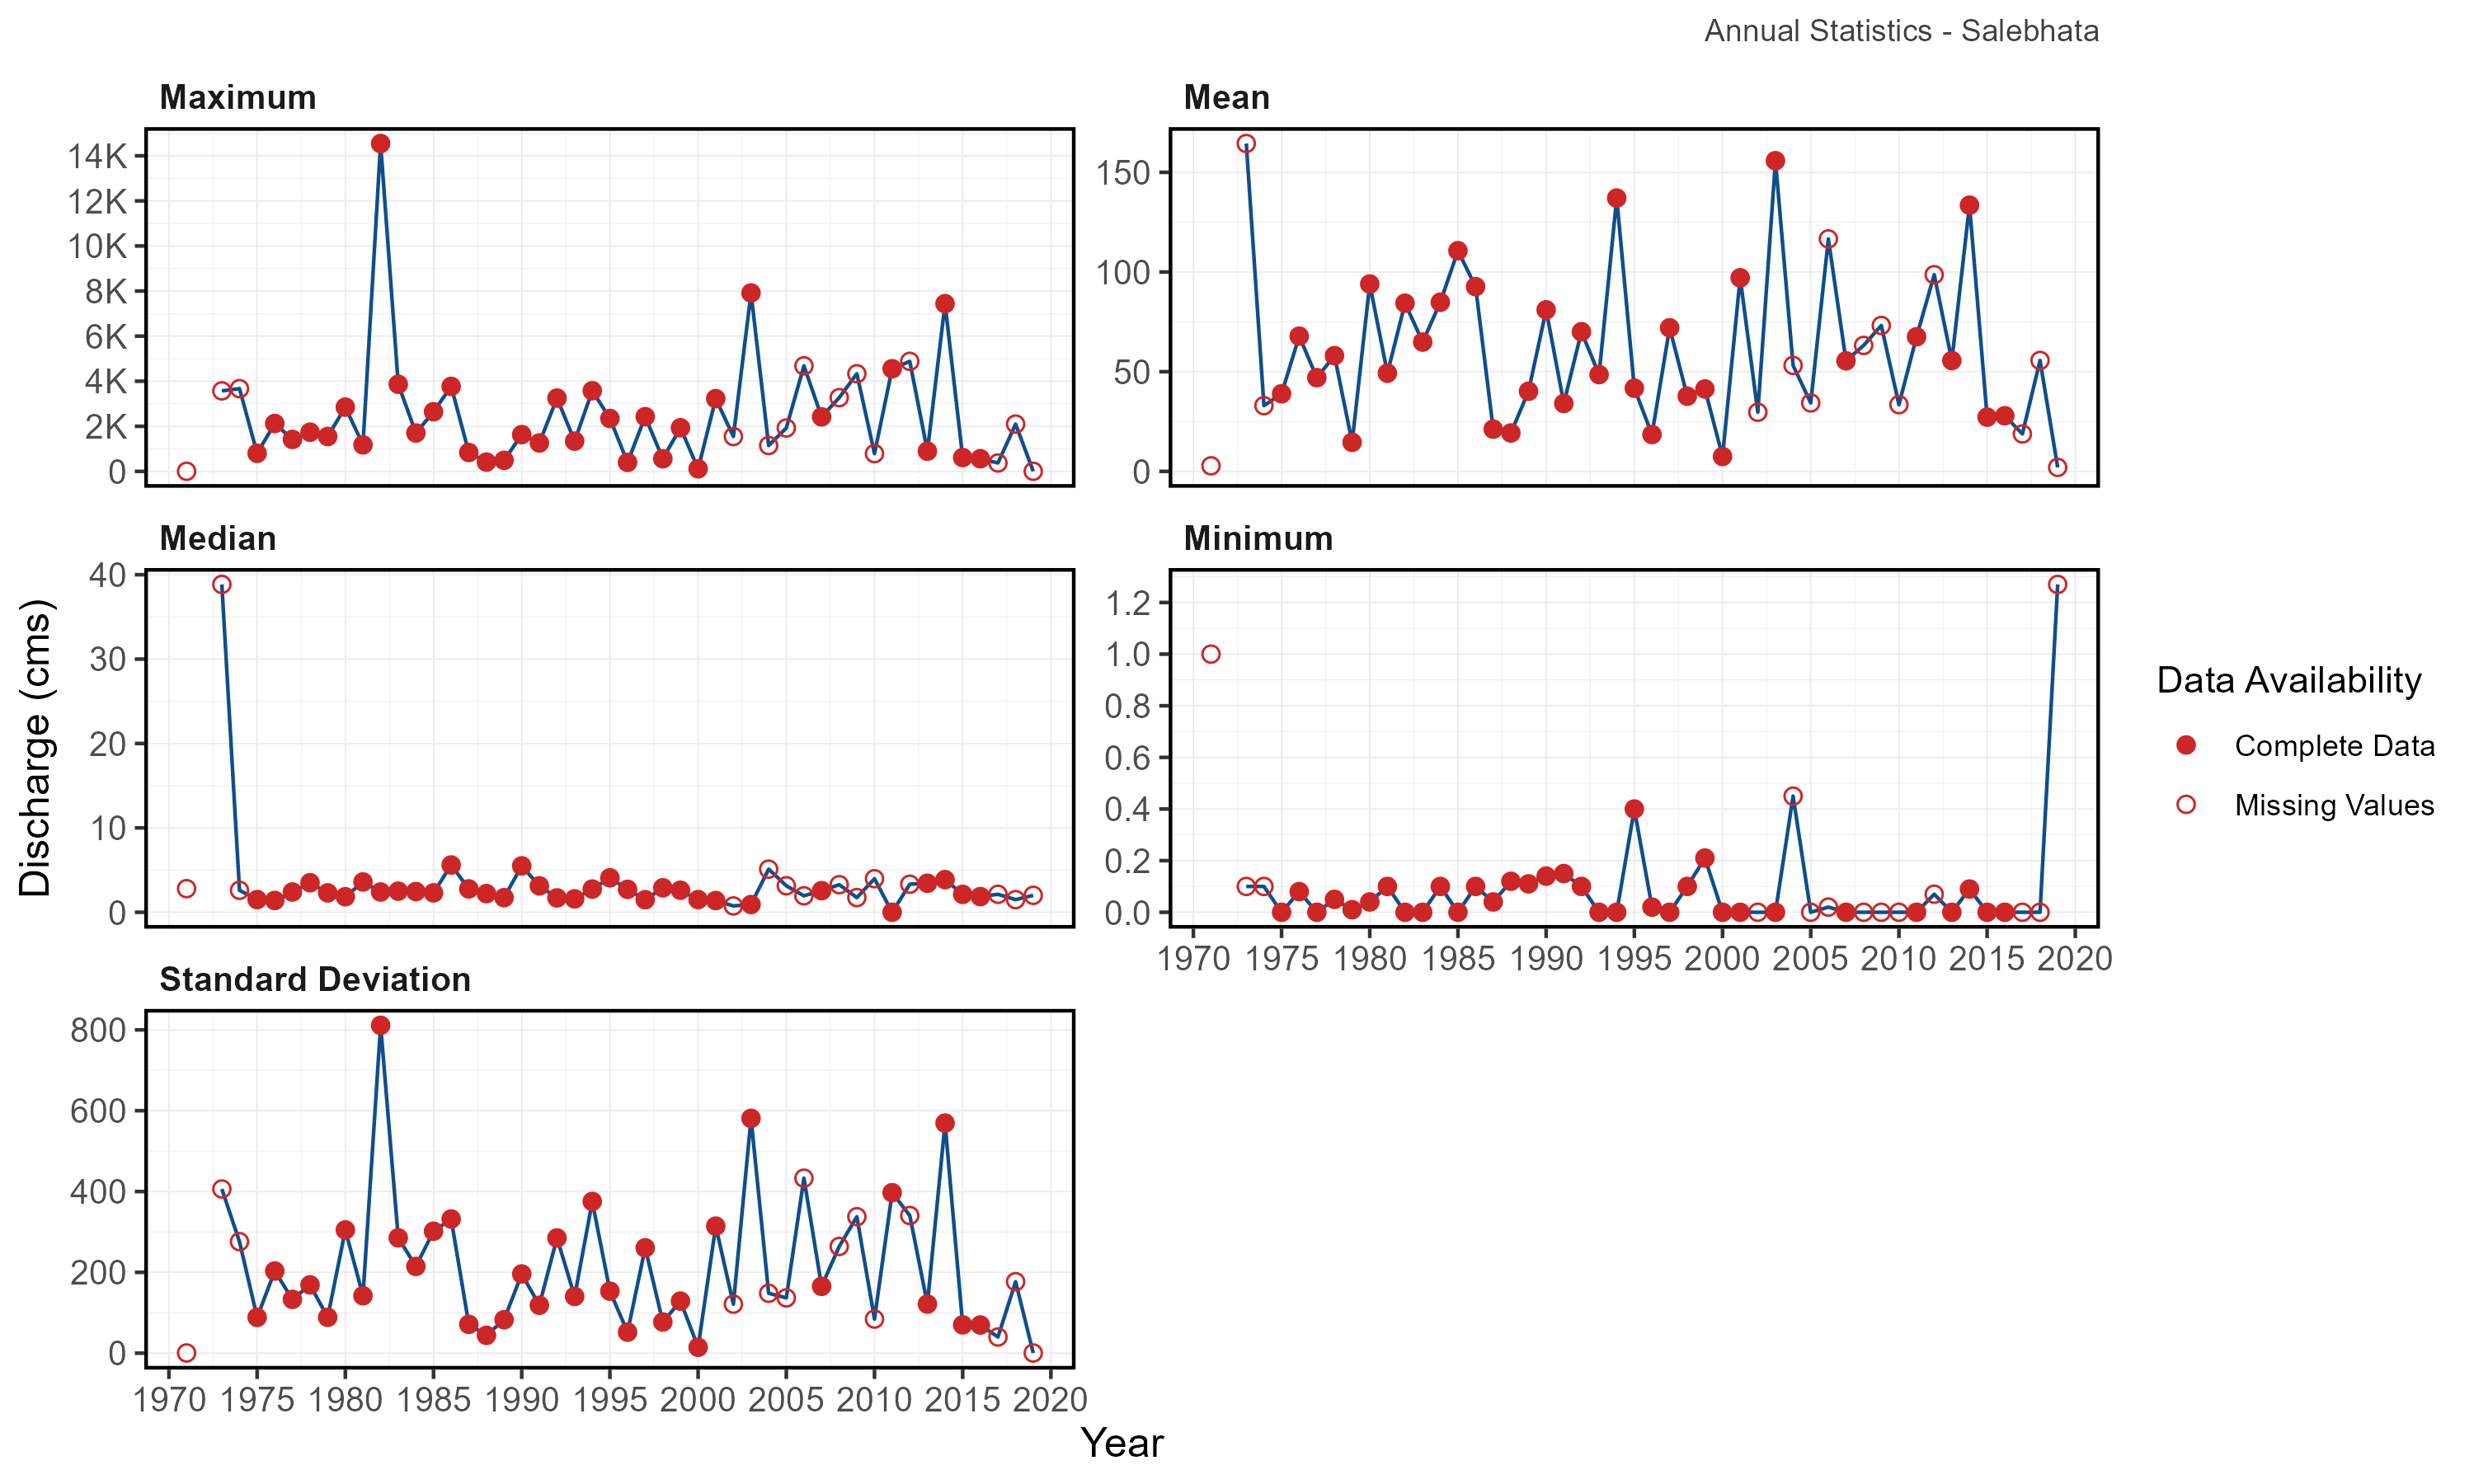 Annual Statistics - Salebhata
Maximum
14K
12K
10K
8K
6K
4K
2K
0
Mean
150
100
50
0
Median
40
30
20
10
0
Minimum
1.2
1.0
0.8
0.6
0.4
0.2
0.0
1970 1975 1980 1985 1990 1995 2000 2005 2010 2015 2020
Standard Deviation
800
600
400
200
0
1970 1975 1980 1985 1990 1995 2000 2005 2010 2015 2020
Year
Discharge (cms)
Data Availability
Complete Data
Missing Values